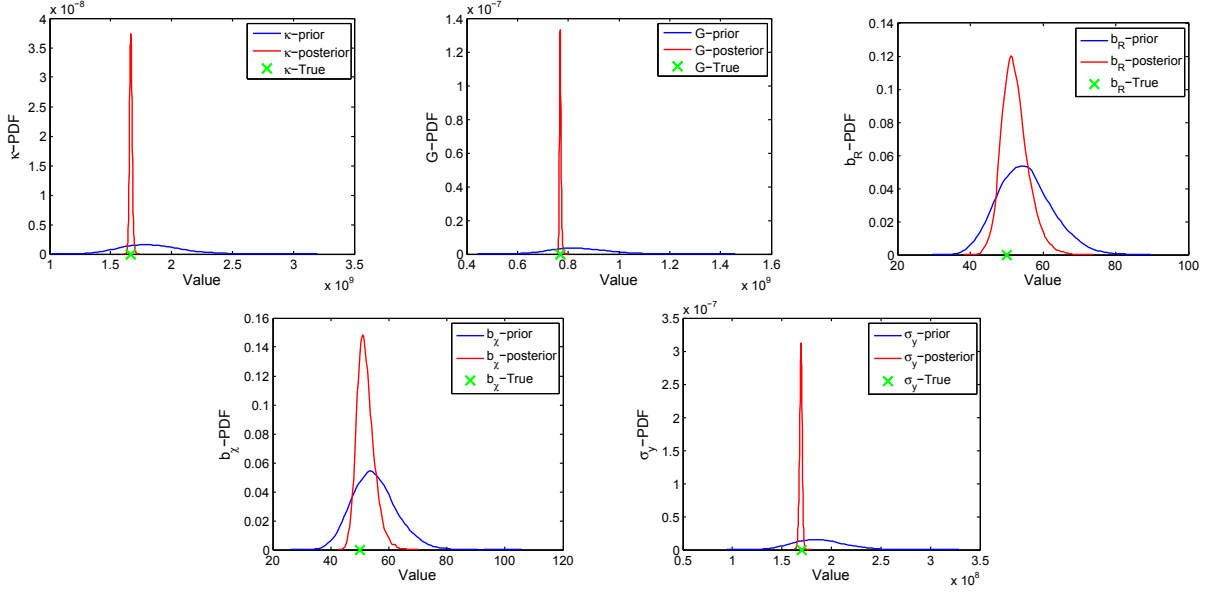 x 10^-8
4
3.5
3
2.5
2
1.5
1
0.5
0
κ-PDF
κ-prior
κ-posterior
κ-True
1 1.5 2 2.5 3 3.5
Value
x 10^9
x 10^-7
1.4
1.2
1
0.8
0.6
0.4
0.2
0
G-PDF
G-prior
G-posterior
G-True
0.4 0.6 0.8 1 1.2 1.4 1.6
Value
x 10^9
0.14
0.12
0.1
0.08
0.06
0.04
0.02
0
b_R-PDF
b_R-prior
b_R-posterior
b_R-True
20 40 60 80 100
Value
0.16
0.14
0.12
0.1
0.08
0.06
0.04
0.02
0
b_χ-PDF
b_χ-prior
b_χ-posterior
b_χ-True
20 40 60 80 100 120
Value
x 10^-7
3.5
3
2.5
2
1.5
1
0.5
0
σ_y-PDF
σ_y-prior
σ_y-posterior
σ_y-True
0.5 1 1.5 2 2.5 3 3.5
Value
x 10^8